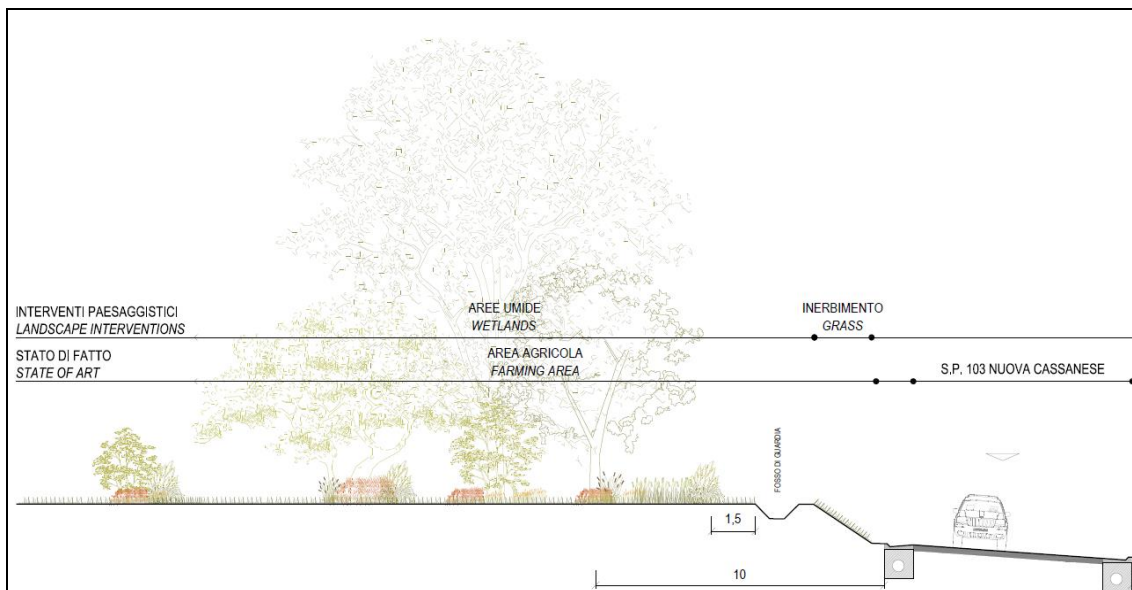 INTERVENTI PAESAGGISTICI
LANDSCAPE INTERVENTIONS
AREE UMIDE
WETLANDS
INERBIMENTO
GRASS
STATO DI FATTO
STATE OF ART
AREA AGRICOLA
FARMING AREA
S.P. 103 NUOVA CASSANESE
FOSSO DI GUARDIA
1,5
10